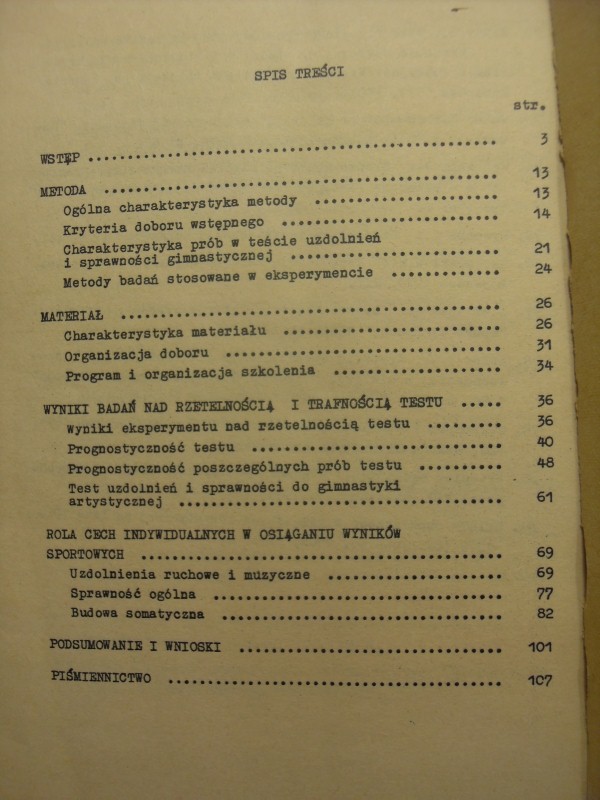 SPIS TREŚCI
str.
WSTĘP .................................................. 3
METODA ................................................. 13
Ogólna charakterystyka metody ....................... 13
Kryteria doboru wstępnego ........................... 14
Charakterystyka prób w teście uzdolnień
i sprawności gimnastycznej .......................... 21
Metody badań stosowane w eksperymencie ............. 24
MATERIAŁ ............................................... 26
Charakterystyka materiału ........................... 26
Organizacja doboru .................................. 31
Program i organizacja szkolenia ..................... 34
WYNIKI BADAŃ NAD RZETELNOŚCIĄ I TRAFNOŚCIĄ TESTU ..... 36
Wyniki eksperymentu nad rzetelnością testu ......... 36
Prognostyczność testu ............................... 40
Prognostyczność poszczególnych prób testu .......... 48
Test uzdolnień i sprawności do gimnastyki
artystycznej ........................................ 61
ROLA CECH INDYWIDUALNYCH W OSIĄGANIU WYNIKÓW
SPORTOWYCH ............................................. 69
Uzdolnienia ruchowe i muzyczne ...................... 69
Sprawność ogólna .................................... 77
Budowa somatyczna ................................... 82
PODSUMOWANIE I WNIOSKI ................................. 101
PIŚMIENNICTWO .......................................... 107